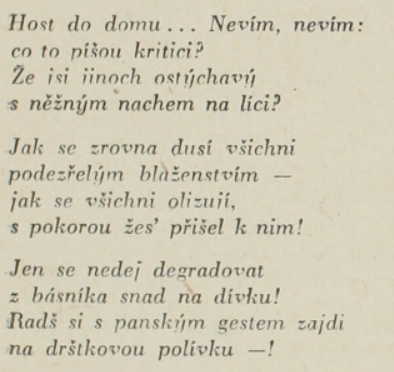 Host do domu ... Nevím, nevím:
co to píšou kritici?
Že jsi jinoch ostýchavý
s něžným nachem na líci?
Jak se zrovna dusí všichni
podezřelým blaženstvím —
jak se všichni olizují,
s pokorou žes' přišel k nim!
Jen se nedej degradovat
z básníka snad na dívku!
Radš si s panským gestem zajdi
na drštkovou polívku —!